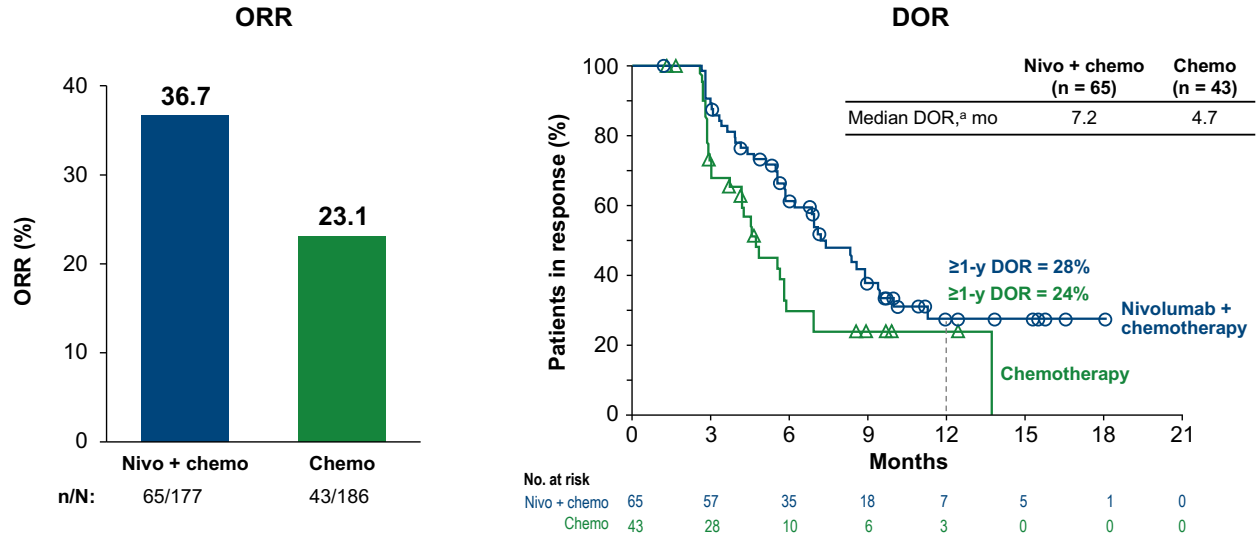 ORR
ORR (%)
40
30
20
10
0
36.7
23.1
Nivo + chemo Chemo
n/N: 65/177 43/186
DOR
Patients in response (%)
100
80
60
40
20
0
Nivo + chemo Chemo
(n = 65) (n = 43)
Median DOR,ᵃ mo 7.2 4.7
≥1-y DOR = 28%
≥1-y DOR = 24%
Nivolumab +
chemotherapy
Chemotherapy
0 3 6 9 12 15 18 21
Months
No. at risk
Nivo + chemo 65 57 35 18 7 5 1 0
Chemo 43 28 10 6 3 0 0 0